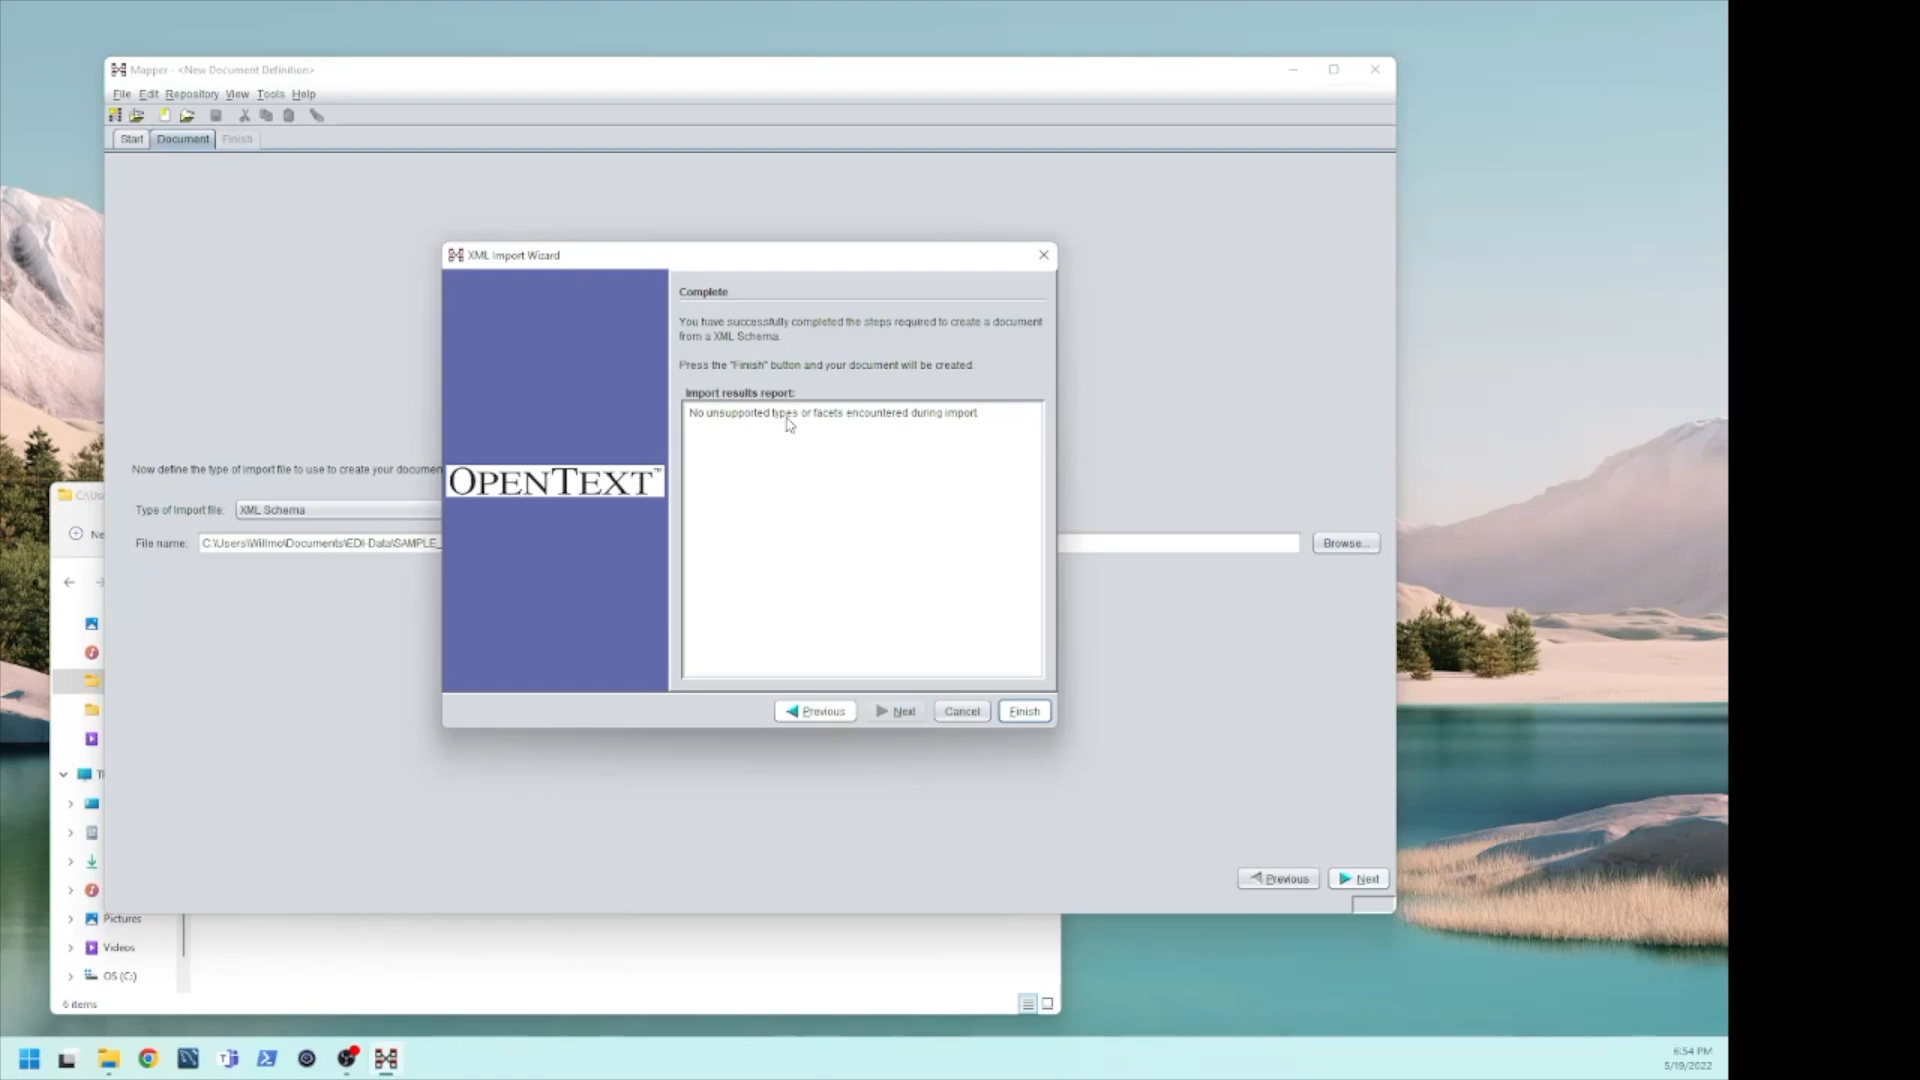 Mapper - <New Document Definition>
File Edit Repository View Tools Help
Start Document Finish
XML Import Wizard
Complete
You have successfully completed the steps required to create a document
from a XML Schema.
Press the "Finish" button and your document will be created.
Import results report:
No unsupported types or facets encountered during import
OPENTEXT™
Previous Next Cancel Finish
Now define the type of import file to use to create your documen
Type of Import file: XML Schema
File name: C:\Users\Willmo\Documents\EDI-Data\SAMPLE_
Browse...
Previous Next
C:\Use
Ne
Pictures
Videos
OS (C:)
6 items
6:54 PM
5/19/2022